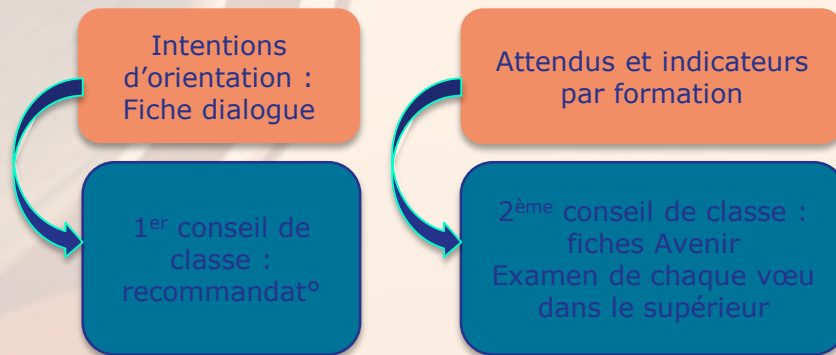 Intentions
d’orientation :
Fiche dialogue
1er conseil de
classe :
recommandat°
Attendus et indicateurs
par formation
2ème conseil de classe :
fiches Avenir
Examen de chaque vœu
dans le supérieur